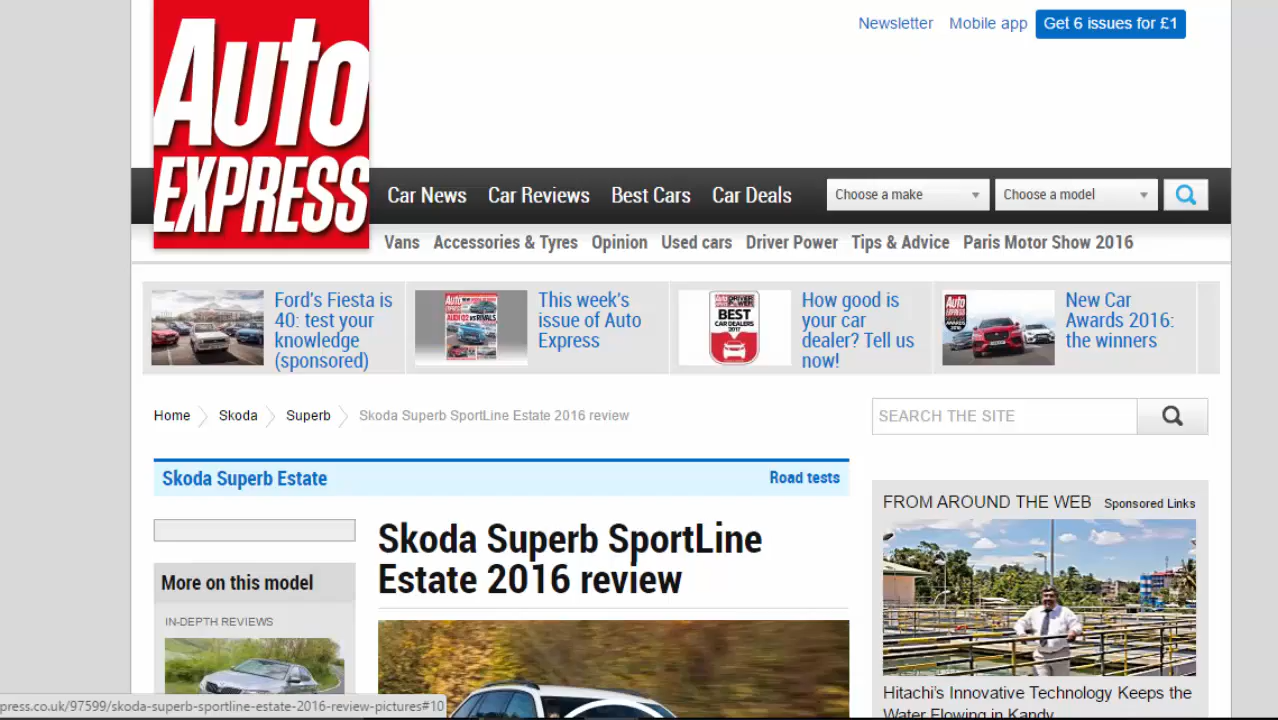 Newsletter Mobile app Get 6 issues for £1
Auto
EXPRESS
Car News Car Reviews Best Cars Car Deals Choose a make Choose a model
Vans Accessories & Tyres Opinion Used cars Driver Power Tips & Advice Paris Motor Show 2016
Ford's Fiesta is
40: test your
knowledge
(sponsored)
This week's
issue of Auto
Express
BEST
CAR DEALERS
2017
How good is
your car
dealer? Tell us
now!
New Car
Awards 2016:
the winners
Home Skoda Superb Skoda Superb SportLine Estate 2016 review
SEARCH THE SITE
Skoda Superb Estate Road tests
Skoda Superb SportLine
Estate 2016 review
More on this model
IN-DEPTH REVIEWS
FROM AROUND THE WEB Sponsored Links
Hitachi's Innovative Technology Keeps the
Water Flowing in Kandy
press.co.uk/97599/skoda-superb-sportline-estate-2016-review-pictures#10